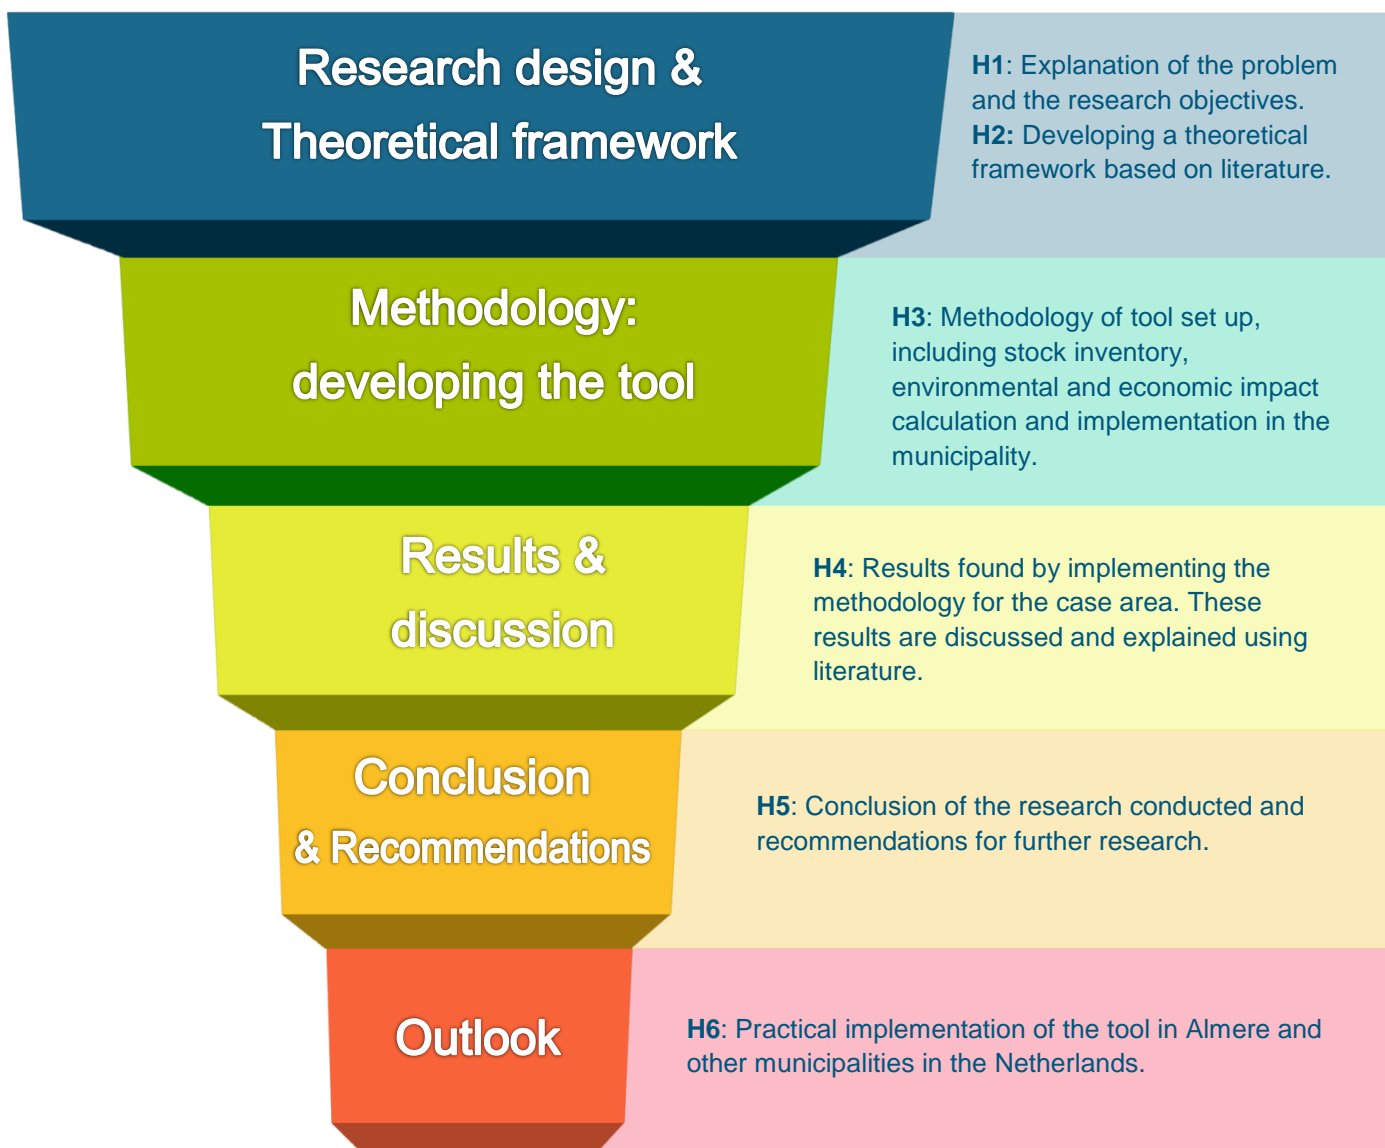 Research design &
Theoretical framework
H1: Explanation of the problem
and the research objectives.
H2: Developing a theoretical
framework based on literature.
Methodology:
developing the tool
H3: Methodology of tool set up,
including stock inventory,
environmental and economic impact
calculation and implementation in the
municipality.
Results &
discussion
H4: Results found by implementing the
methodology for the case area. These
results are discussed and explained using
literature.
Conclusion
& Recommendations
H5: Conclusion of the research conducted and
recommendations for further research.
Outlook
H6: Practical implementation of the tool in Almere and
other municipalities in the Netherlands.